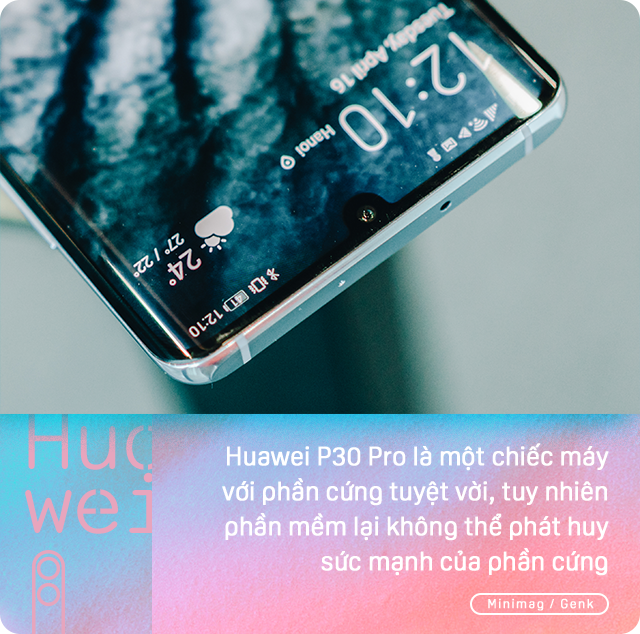 12:10
41
12:10
Hanoi
Tuesday, April 16
24°
27° / 22°
Hua
wei
Huawei P30 Pro là một chiếc máy
với phần cứng tuyệt vời, tuy nhiên
phần mềm lại không thể phát huy
sức mạnh của phần cứng
Minimag / Genk